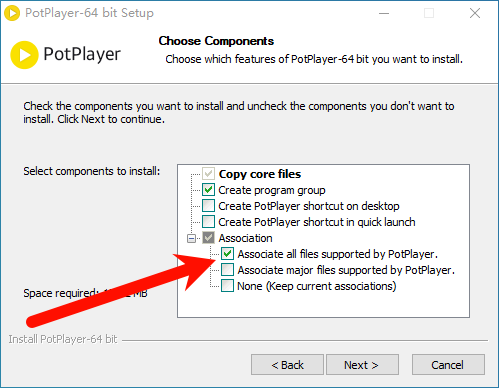 PotPlayer-64 bit Setup
PotPlayer
Choose Components
Choose which features of PotPlayer-64 bit you want to install.
Check the components you want to install and uncheck the components you don't want to
install. Click Next to continue.
Select components to install:
Copy core files
Create program group
Create PotPlayer shortcut on desktop
Create PotPlayer shortcut in quick launch
Association
Associate all files supported by PotPlayer.
Associate major files supported by PotPlayer.
None (Keep current associations)
Space required: MB
Install PotPlayer-64 bit
< Back
Next >
Cancel